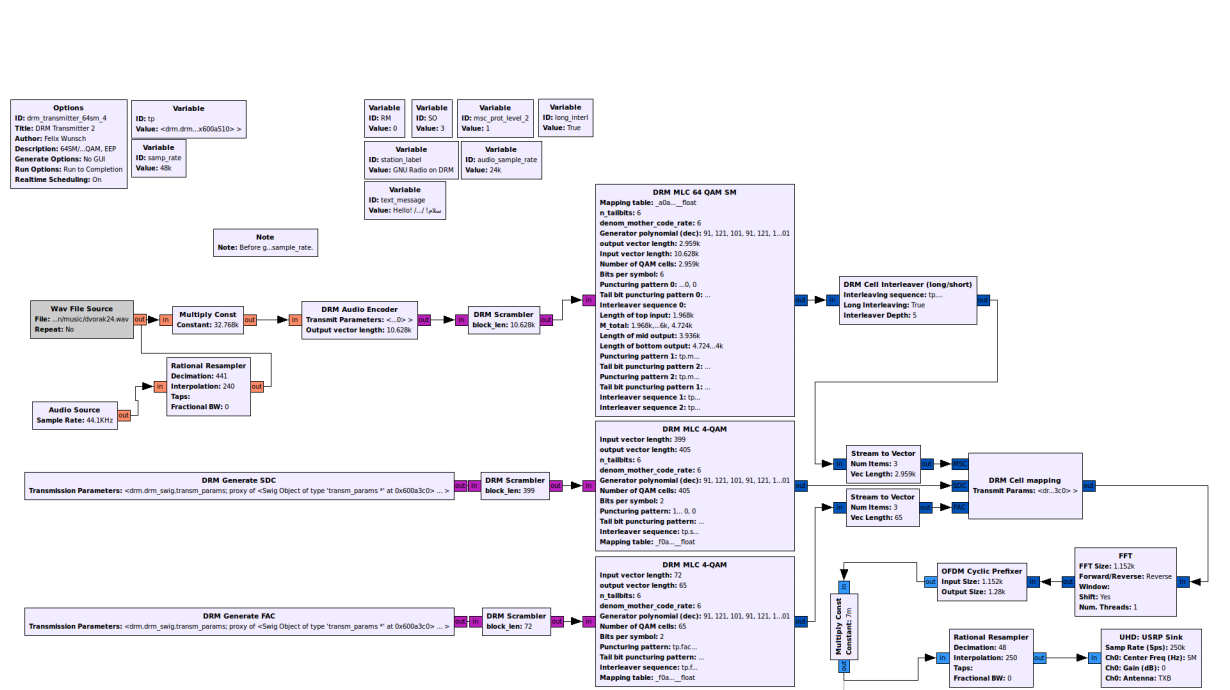 Options
ID: drm_transmitter_64sm_4
Title: DRM Transmitter 2
Author: Felix Wunsch
Description: 64SM/...QAM, EEP
Generate Options: No GUI
Run Options: Run to Completion
Realtime Scheduling: On
Variable
ID: tp
Value: <drm.drm...x600a510> >
Variable
ID: samp_rate
Value: 48k
Variable
ID: RM
Value: 0
Variable
ID: SO
Value: 3
Variable
ID: msc_prot_level_2
Value: 1
Variable
ID: long_interl
Value: True
Variable
ID: station_label
Value: GNU Radio on DRM
Variable
ID: audio_sample_rate
Value: 24k
Variable
ID: text_message
Value: Hello! /.../ سلام!
Note
Note: Before g...sample_rate.
Wav File Source
File: ...n/music/dvorak24.wav
Repeat: No
out
in
Multiply Const
Constant: 32.768k
out
in
DRM Audio Encoder
Transmit Parameters: <...0> >
Output vector length: 10.628k
out
in
DRM Scrambler
block_len: 10.628k
out
in
DRM MLC 64 QAM SM
Mapping table: _a0a...__float
n_tailbits: 6
denom_mother_code_rate: 6
Generator polynomial (dec): 91, 121, 101, 91, 121, 1...01
output vector length: 2.959k
Input vector length: 10.628k
Number of QAM cells: 2.959k
Bits per symbol: 6
Puncturing pattern 0: ...0, 0
Tail bit puncturing pattern 0: ...
Interleaver sequence 0:
Length of top input: 1.968k
M_total: 1.968k,...6k, 4.724k
Length of mid output: 3.936k
Length of bottom output: 4.724...4k
Puncturing pattern 1: tp.m...
Tail bit puncturing pattern 2: ...
Puncturing pattern 2: tp.m...
Tail bit puncturing pattern 1: ...
Interleaver sequence 1: tp...
Interleaver sequence 2: tp...
out
in
DRM Cell Interleaver (long/short)
Interleaving sequence: tp....
Long Interleaving: True
Interleaver Depth: 5
out
in
Rational Resampler
Decimation: 441
Interpolation: 240
Taps:
Fractional BW: 0
out
Audio Source
Sample Rate: 44.1KHz
out
DRM Generate SDC
Transmission Parameters: <drm.drm_swig.transm_params; proxy of <Swig Object of type 'transm_params *' at 0x600a3c0> ... >
out
in
DRM Scrambler
block_len: 399
out
in
DRM MLC 4-QAM
Input vector length: 399
output vector length: 405
n_tailbits: 6
denom_mother_code_rate: 6
Generator polynomial (dec): 91, 121, 101, 91, 121, 1...01
Number of QAM cells: 405
Bits per symbol: 2
Puncturing pattern: 1... 0, 0
Tail bit puncturing pattern: ...
Interleaver sequence: tp.s...
Mapping table: _f0a...__float
out
in
Stream to Vector
Num Items: 3
Vec Length: 2.959k
out
in
Stream to Vector
Num Items: 3
Vec Length: 65
out
MSC
SDC
FAC
DRM Cell mapping
Transmit Params: <dr...3c0> >
out
DRM Generate FAC
Transmission Parameters: <drm.drm_swig.transm_params; proxy of <Swig Object of type 'transm_params *' at 0x600a3c0> ... >
out
in
DRM Scrambler
block_len: 72
out
in
DRM MLC 4-QAM
Input vector length: 72
output vector length: 65
n_tailbits: 6
denom_mother_code_rate: 6
Generator polynomial (dec): 91, 121, 101, 91, 121, 1...01
Number of QAM cells: 65
Bits per symbol: 2
Puncturing pattern: tp.fac...
Tail bit puncturing pattern: ...
Interleaver sequence: tp.f...
Mapping table: _f0a...__float
out
FFT
FFT Size: 1.152k
Forward/Reverse: Reverse
Window:
Shift: Yes
Num. Threads: 1
in
out
OFDM Cyclic Prefixer
Input Size: 1.152k
Output Size: 1.28k
in
out
in
Multiply Const
Constant: 7m
out
in
Rational Resampler
Decimation: 48
Interpolation: 250
Taps:
Fractional BW: 0
out
in
UHD: USRP Sink
Samp Rate (Sps): 250k
Ch0: Center Freq (Hz): 5M
Ch0: Gain (dB): 0
Ch0: Antenna: TXB